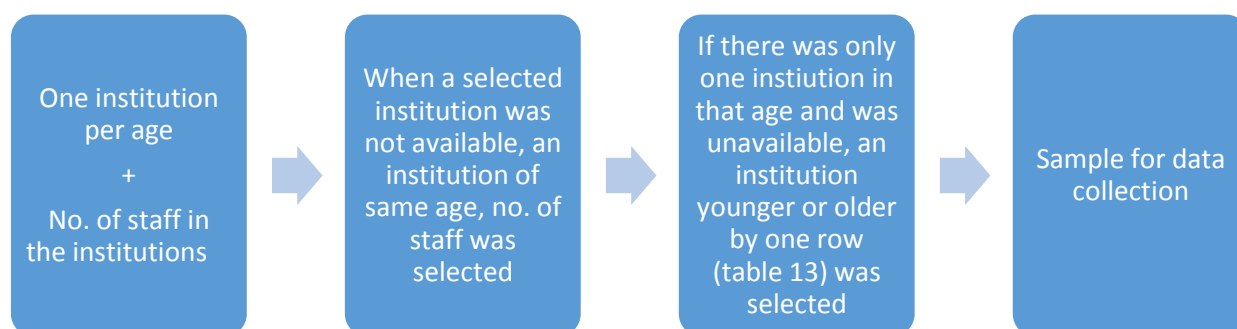 One institution
per age
+
No. of staff in
the institutions
When a selected
institution was
not available, an
institution of
same age, no. of
staff was
selected
If there was only
one instiution in
that age and was
unavailable, an
institution
younger or older
by one row
(table 13) was
selected
Sample for data
collection